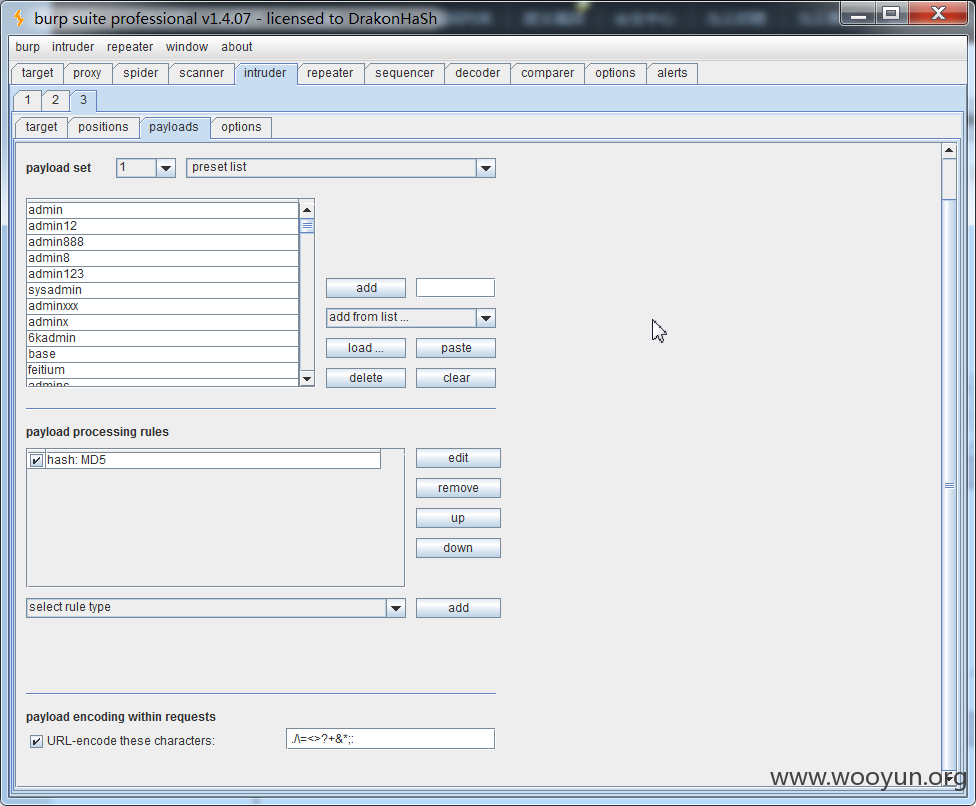 burp suite professional v1.4.07 - licensed to DrakonHaSh
burp intruder repeater window about
target proxy spider scanner intruder repeater sequencer decoder comparer options alerts
1 2 3
target positions payloads options
payload set 1 preset list
admin
admin12
admin888
admin8
admin123
sysadmin
adminxxx
adminx
6kadmin
base
feitium
admins
add
add from list ...
load ... paste
delete clear
payload processing rules
hash: MD5
edit
remove
up
down
select rule type add
payload encoding within requests
URL-encode these characters: ./\=<>?+&*;:
www.wooyun.org